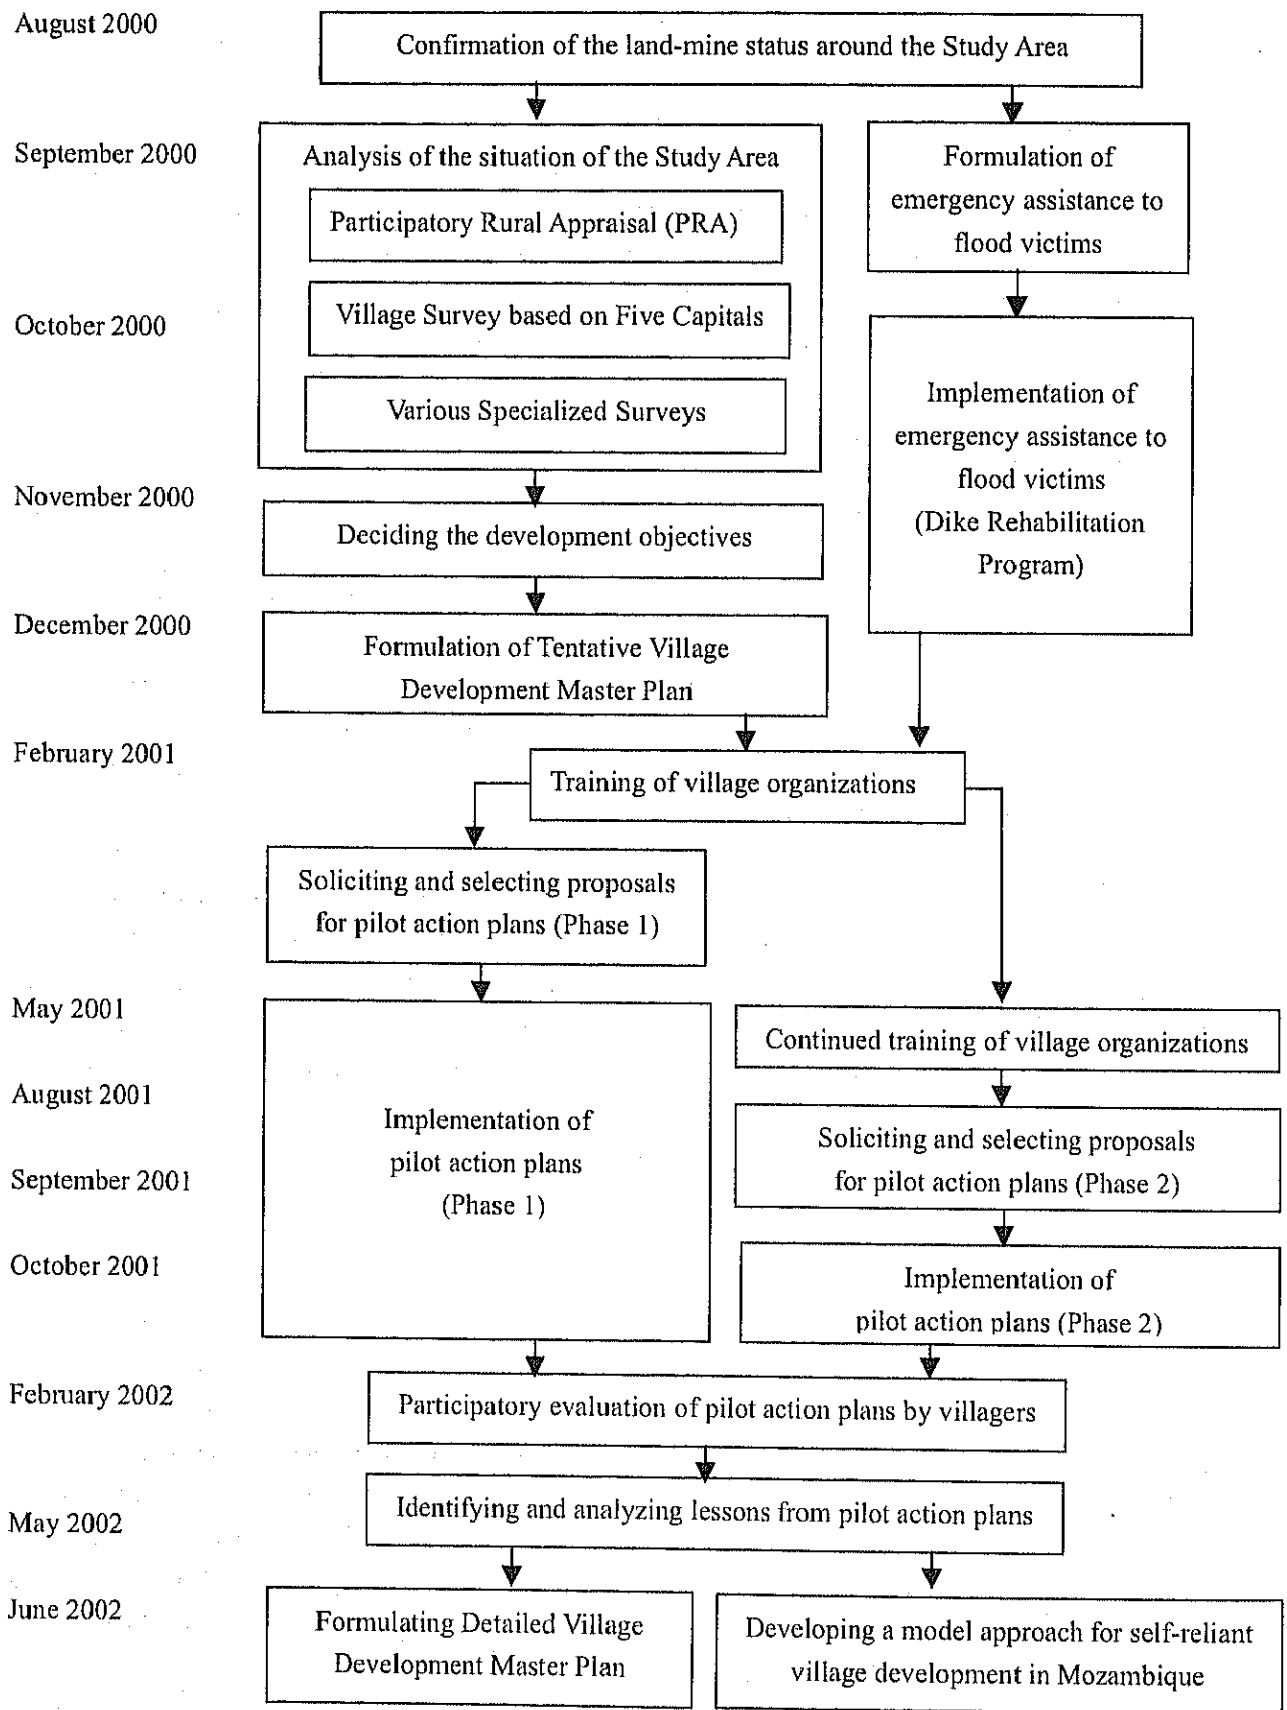 August 2000
Confirmation of the land-mine status around the Study Area
September 2000
Analysis of the situation of the Study Area
Participatory Rural Appraisal (PRA)
Formulation of
emergency assistance to
flood victims
October 2000
Village Survey based on Five Capitals
Various Specialized Surveys
Implementation of
emergency assistance to
flood victims
(Dike Rehabilitation
Program)
November 2000
Deciding the development objectives
December 2000
Formulation of Tentative Village
Development Master Plan
February 2001
Training of village organizations
Soliciting and selecting proposals
for pilot action plans (Phase 1)
May 2001
Continued training of village organizations
August 2001
Implementation of
pilot action plans
(Phase 1)
Soliciting and selecting proposals
for pilot action plans (Phase 2)
September 2001
October 2001
Implementation of
pilot action plans (Phase 2)
February 2002
Participatory evaluation of pilot action plans by villagers
Identifying and analyzing lessons from pilot action plans
May 2002
June 2002
Formulating Detailed Village
Development Master Plan
Developing a model approach for self-reliant
village development in Mozambique